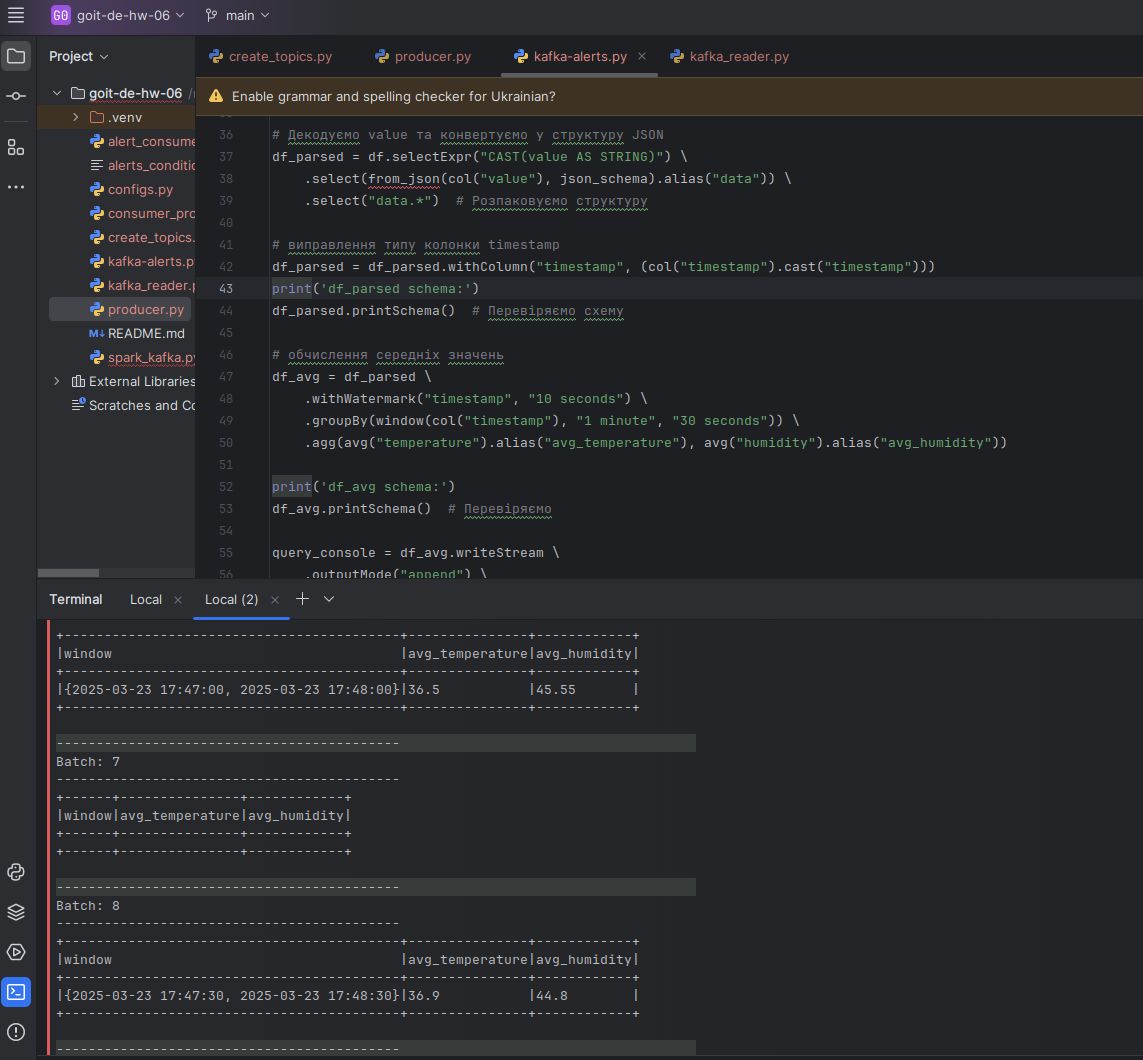 GO goit-de-hw-06 main
Project
create_topics.py producer.py kafka-alerts.py kafka_reader.py
Enable grammar and spelling checker for Ukrainian?
goit-de-hw-06
.venv
alert_consume
alerts_conditio
configs.py
consumer_pro
create_topics.
kafka-alerts.p
kafka_reader.p
producer.py
M↓ README.md
spark_kafka.py
External Libraries
Scratches and Co
36 # Декодуємо value та конвертуємо у структуру JSON
37 df_parsed = df.selectExpr("CAST(value AS STRING)") \
38 .select(from_json(col("value"), json_schema).alias("data")) \
39 .select("data.*") # Розпаковуємо структуру
40
41 # виправлення типу колонки timestamp
42 df_parsed = df_parsed.withColumn("timestamp", (col("timestamp").cast("timestamp")))
43 print('df_parsed schema:')
44 df_parsed.printSchema() # Перевіряємо схему
45
46 # обчислення середніх значень
47 df_avg = df_parsed \
48 .withWatermark("timestamp", "10 seconds") \
49 .groupBy(window(col("timestamp"), "1 minute", "30 seconds")) \
50 .agg(avg("temperature").alias("avg_temperature"), avg("humidity").alias("avg_humidity"))
51
52 print('df_avg schema:')
53 df_avg.printSchema() # Перевіряємо
54
55 query_console = df_avg.writeStream \
56 .outputMode("append") \
Terminal Local Local (2)
+------------------------------------------+---------------+------------+
|window |avg_temperature|avg_humidity|
+------------------------------------------+---------------+------------+
|{2025-03-23 17:47:00, 2025-03-23 17:48:00}|36.5 |45.55 |
+------------------------------------------+---------------+------------+
-------------------------------------------
Batch: 7
-------------------------------------------
+------+---------------+------------+
|window|avg_temperature|avg_humidity|
+------+---------------+------------+
+------+---------------+------------+
-------------------------------------------
Batch: 8
-------------------------------------------
+------------------------------------------+---------------+------------+
|window |avg_temperature|avg_humidity|
+------------------------------------------+---------------+------------+
|{2025-03-23 17:47:30, 2025-03-23 17:48:30}|36.9 |44.8 |
+------------------------------------------+---------------+------------+
-------------------------------------------